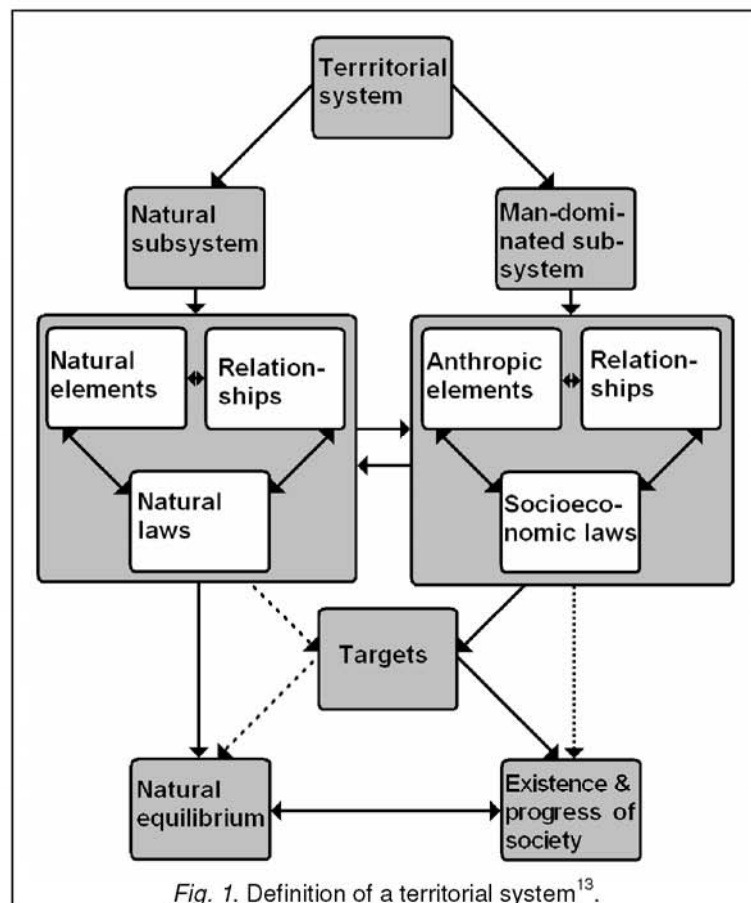 Terrritorial
system
Natural
subsystem
Man-domi-
nated sub-
system
Natural
elements
Relation-
ships
Natural
laws
Anthropic
elements
Relation-
ships
Socioeco-
nomic laws
Targets
Natural
equilibrium
Existence &
progress of
society
Fig. 1. Definition of a territorial system13.